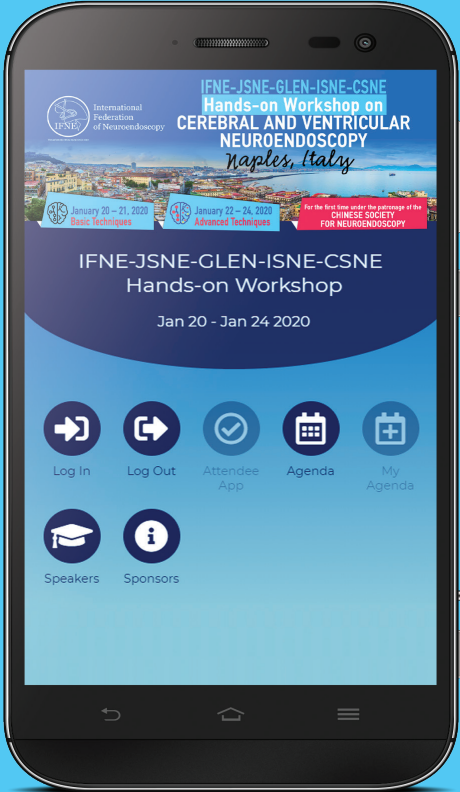 IFNE
International
Federation
of Neuroendoscopy
IFNE-JSNE-GLEN-ISNE-CSNE
Hands-on Workshop on
CEREBRAL AND VENTRICULAR
NEUROENDOSCOPY
Naples, Italy
January 20 – 21, 2020
Basic Techniques
January 22 – 24, 2020
Advanced Techniques
For the first time under the patronage of the
CHINESE SOCIETY
FOR NEUROENDOSCOPY
IFNE-JSNE-GLEN-ISNE-CSNE
Hands-on Workshop
Jan 20 - Jan 24 2020
Log In
Log Out
Attendee
App
Agenda
My
Agenda
Speakers
Sponsors